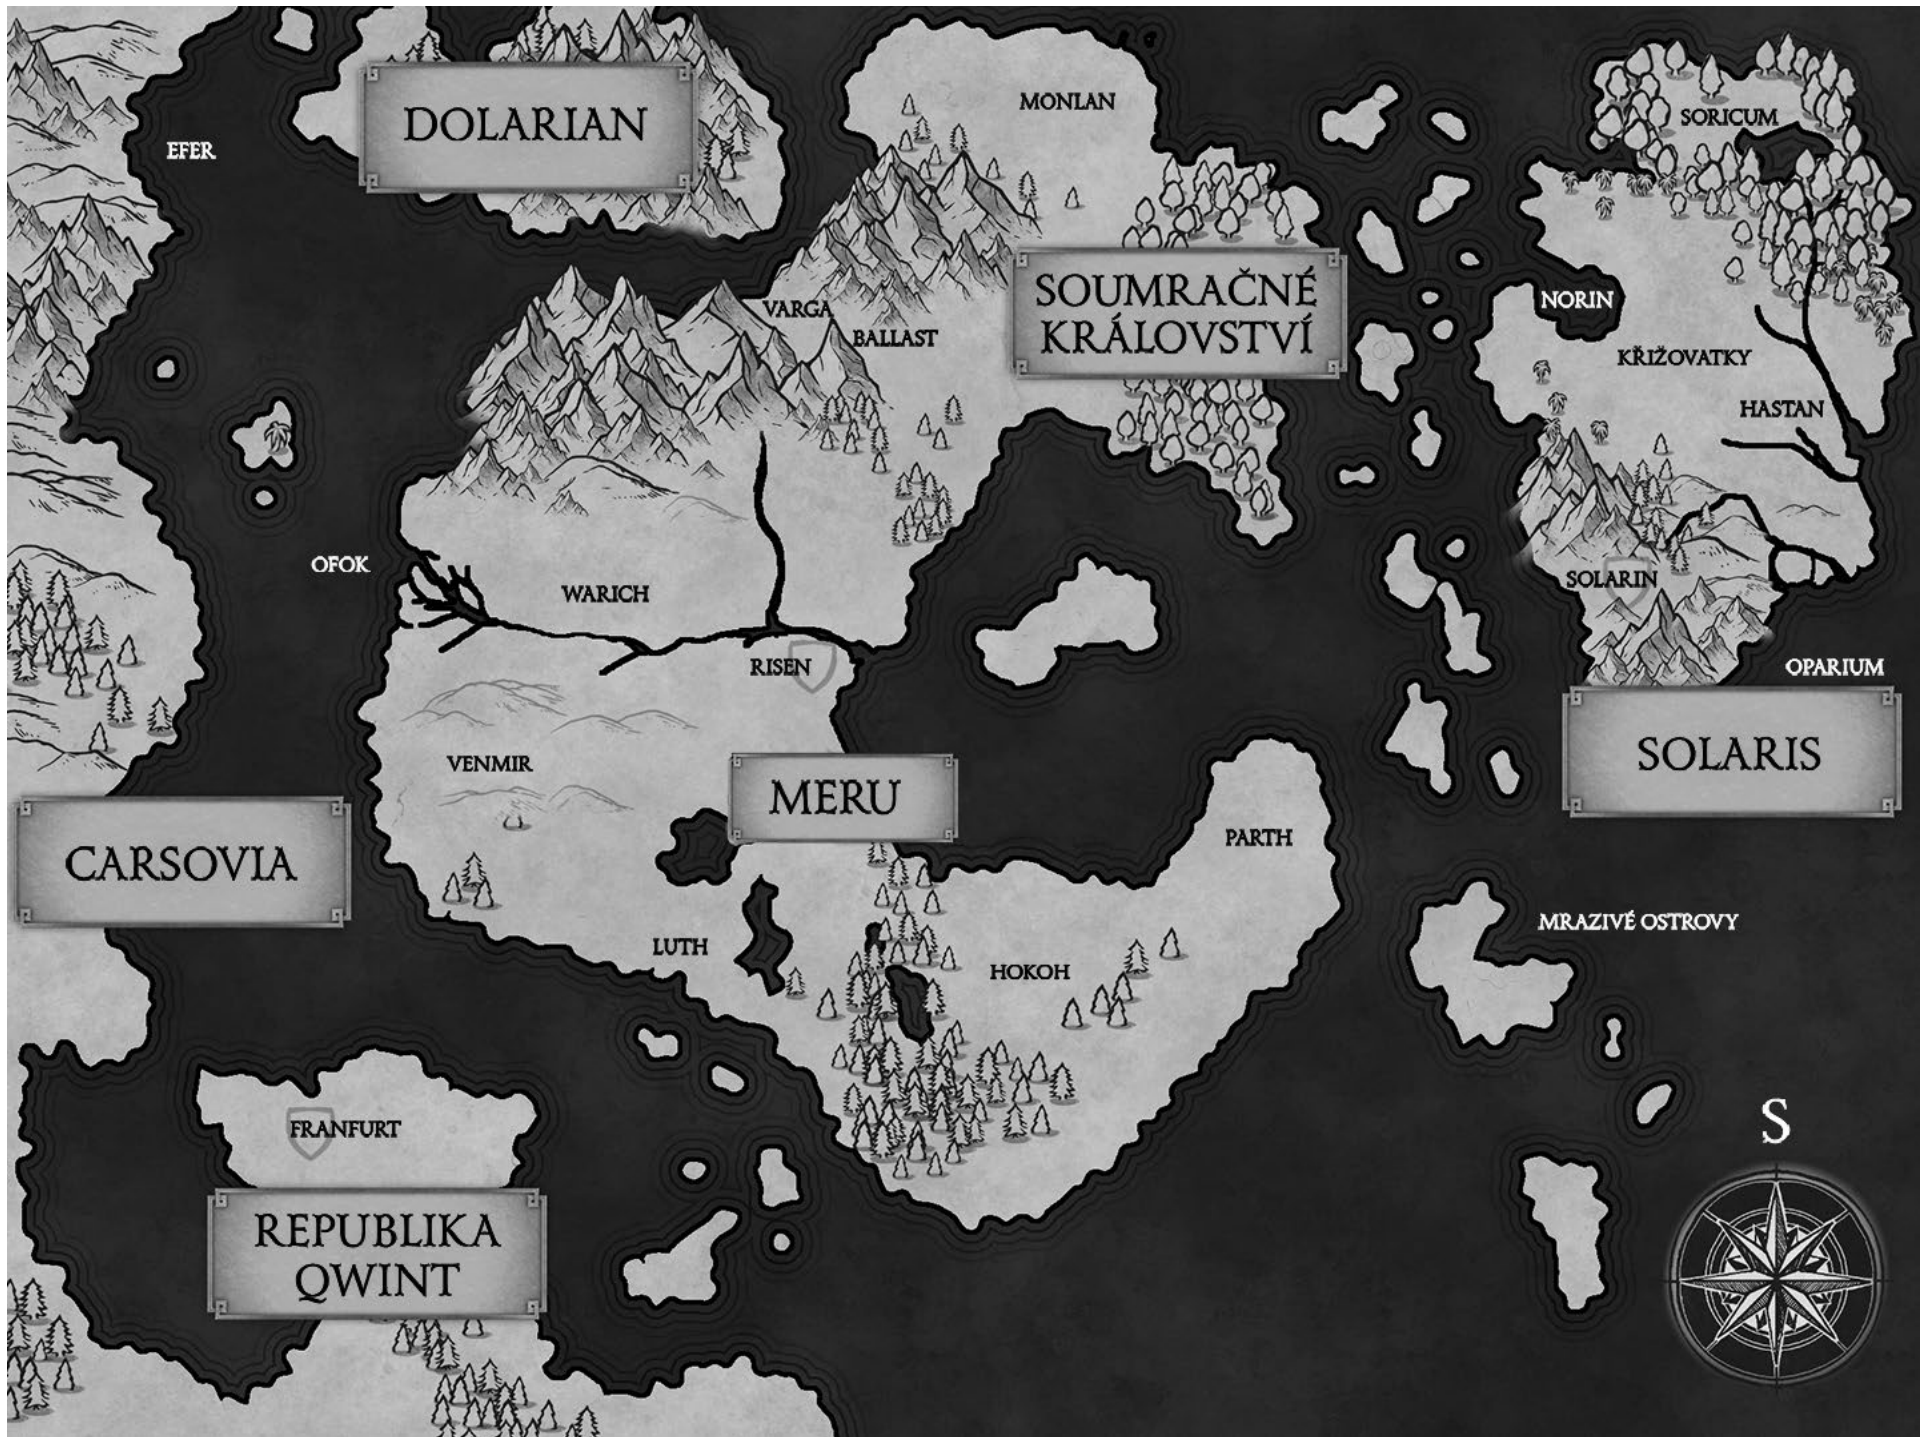 MONLAN
SORICUM
DOLARIAN
EFER
SOUMRAČNÉ
KRÁLOVSTVÍ
NORIN
VARGA
BALLAST
KŘIŽOVATKY
HASTAN
OFOK
WARICH
SOLARIN
RISEN
OPARIUM
SOLARIS
VENMIR
MERU
CARSOVIA
PARTH
MRAZIVÉ OSTROVY
LUTH
HOKOH
FRANFURT
S
REPUBLIKA
QWINT